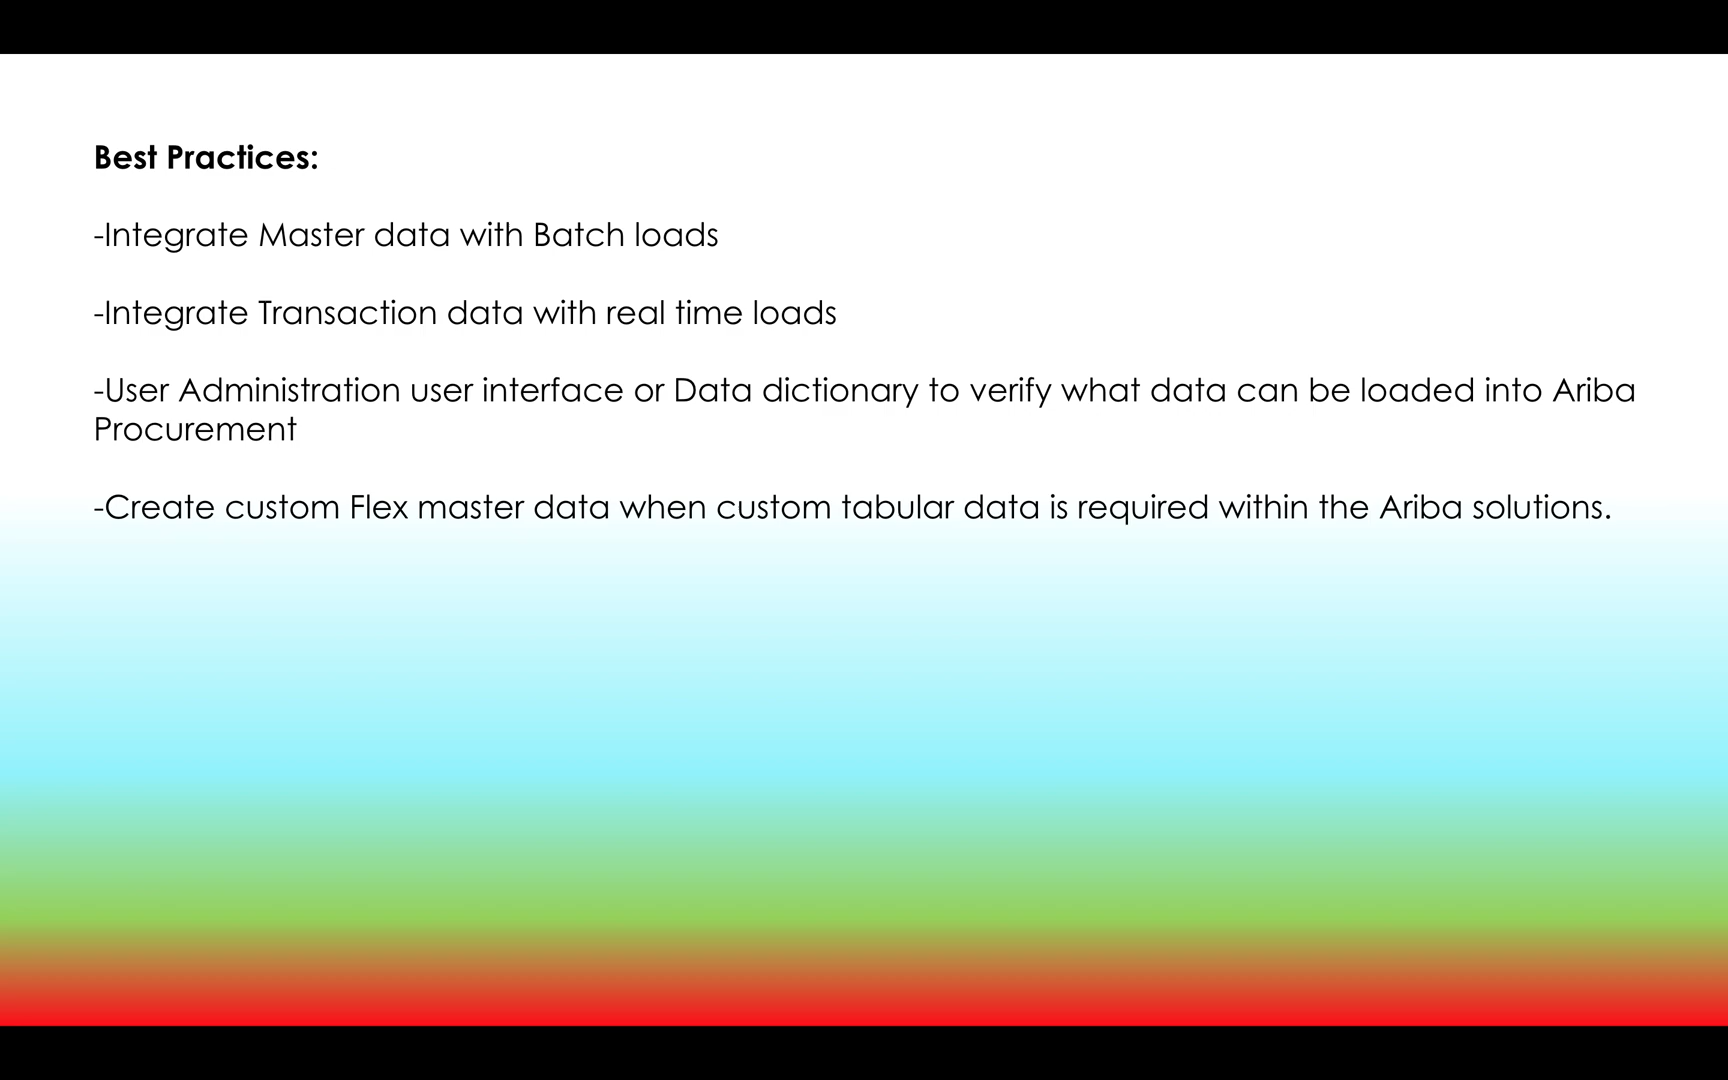 Best Practices:
-Integrate Master data with Batch loads
-Integrate Transaction data with real time loads
-User Administration user interface or Data dictionary to verify what data can be loaded into Ariba
Procurement
-Create custom Flex master data when custom tabular data is required within the Ariba solutions.